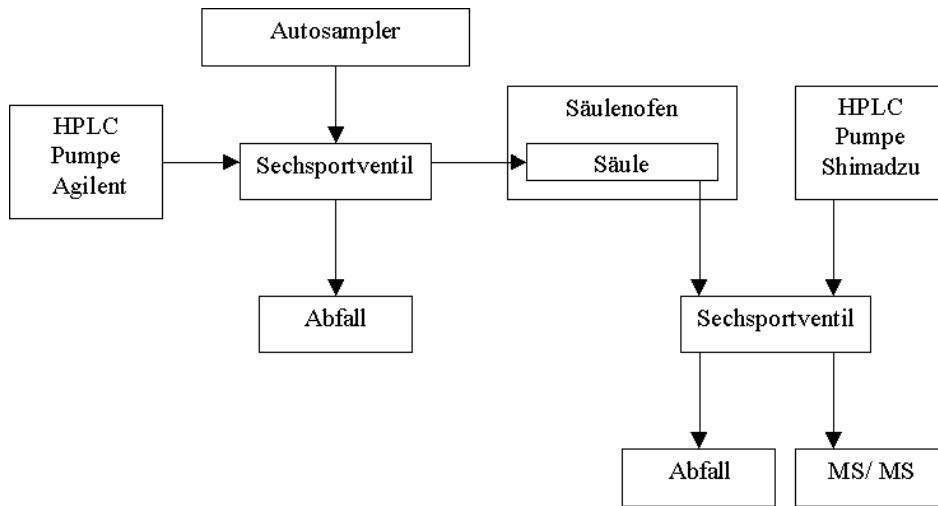 Autosampler
HPLC
Pumpe
Agilent
Sechsportventil
Säulenofen
Säule
HPLC
Pumpe
Shimadzu
Abfall
Sechsportventil
Abfall
MS/ MS